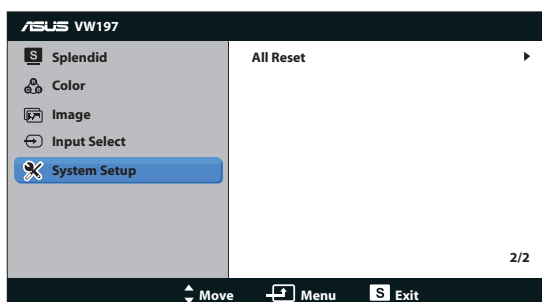 ASUS VW197
S Splendid
Color
Image
Input Select
System Setup
All Reset
2/2
Move Menu S Exit